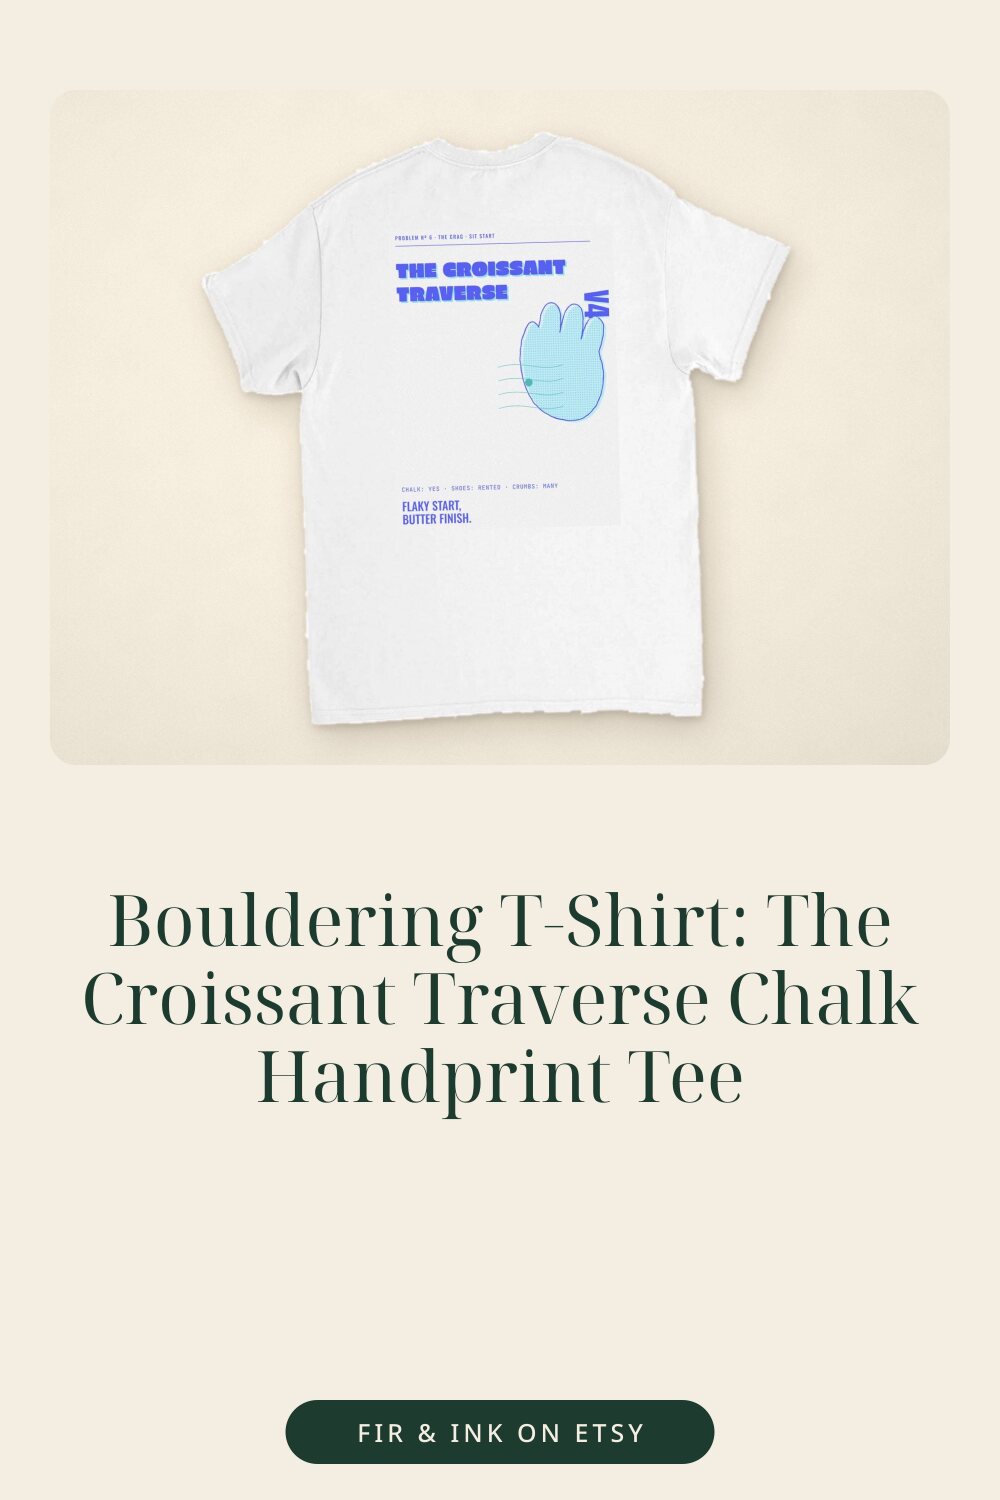 PROBLEM Nº 6 · THE CRAG · SIT START
THE CROISSANT
TRAVERSE
V4
CHALK: YES · SHOES: RENTED · CRUMBS: MANY
FLAKY START,
BUTTER FINISH.
Bouldering T-Shirt: The
Croissant Traverse Chalk
Handprint Tee
FIR & INK ON ETSY